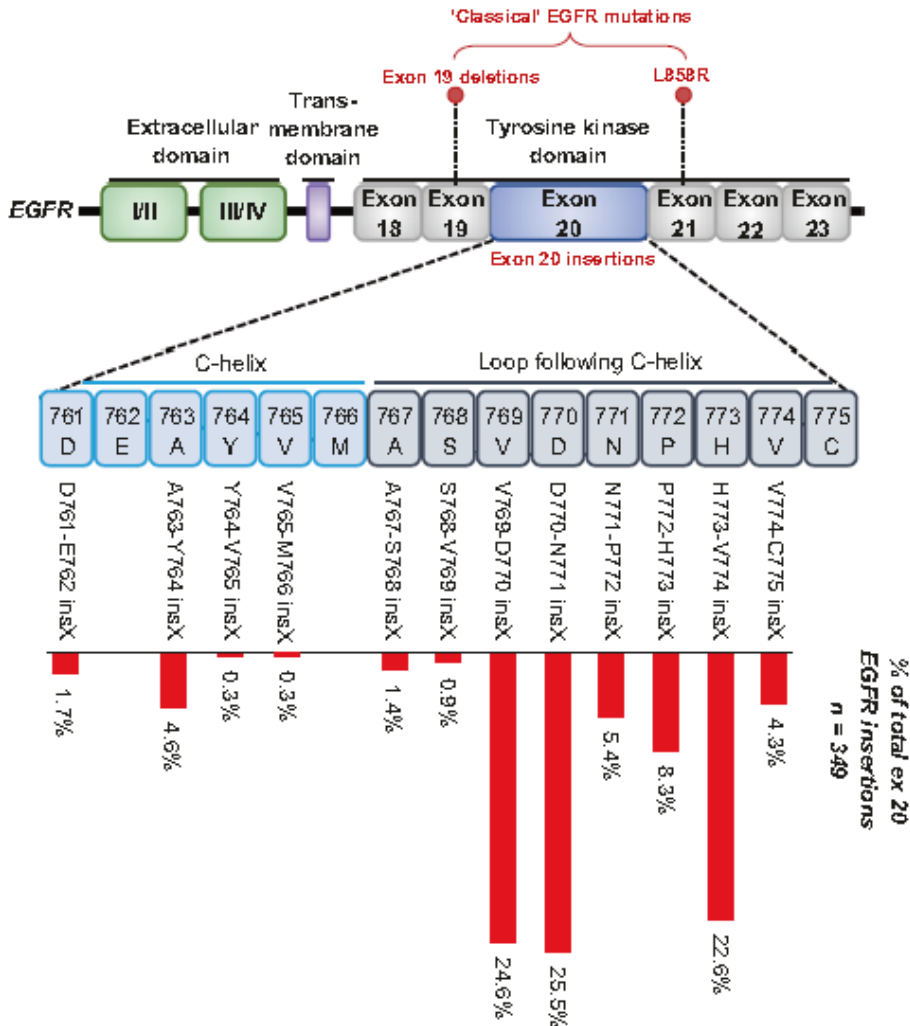 'Classical' EGFR mutations
Exon 19 deletions
L858R
Trans-
membrane
domain
Extracellular
domain
Tyrosine kinase
domain
EGFR
I/II
III/IV
Exon
18
Exon
19
Exon
20
Exon
21
Exon
22
Exon
23
Exon 20 insertions
C-helix
Loop following C-helix
761
D
762
E
763
A
764
Y
765
V
766
M
767
A
768
S
769
V
770
D
771
N
772
P
773
H
774
V
775
C
D761-E762 insX
A763-Y764 insX
Y764-V765 insX
V765-M766 insX
A767-S768 insX
S768-V769 insX
V769-D770 insX
D770-N771 insX
N771-P772 insX
P772-H773 insX
H773-V774 insX
V774-C775 insX
1.7%
4.6%
0.3%
0.3%
1.4%
0.9%
24.6%
25.5%
5.4%
8.3%
22.6%
4.3%
% of total ex 20
EGFR insertions
n = 349